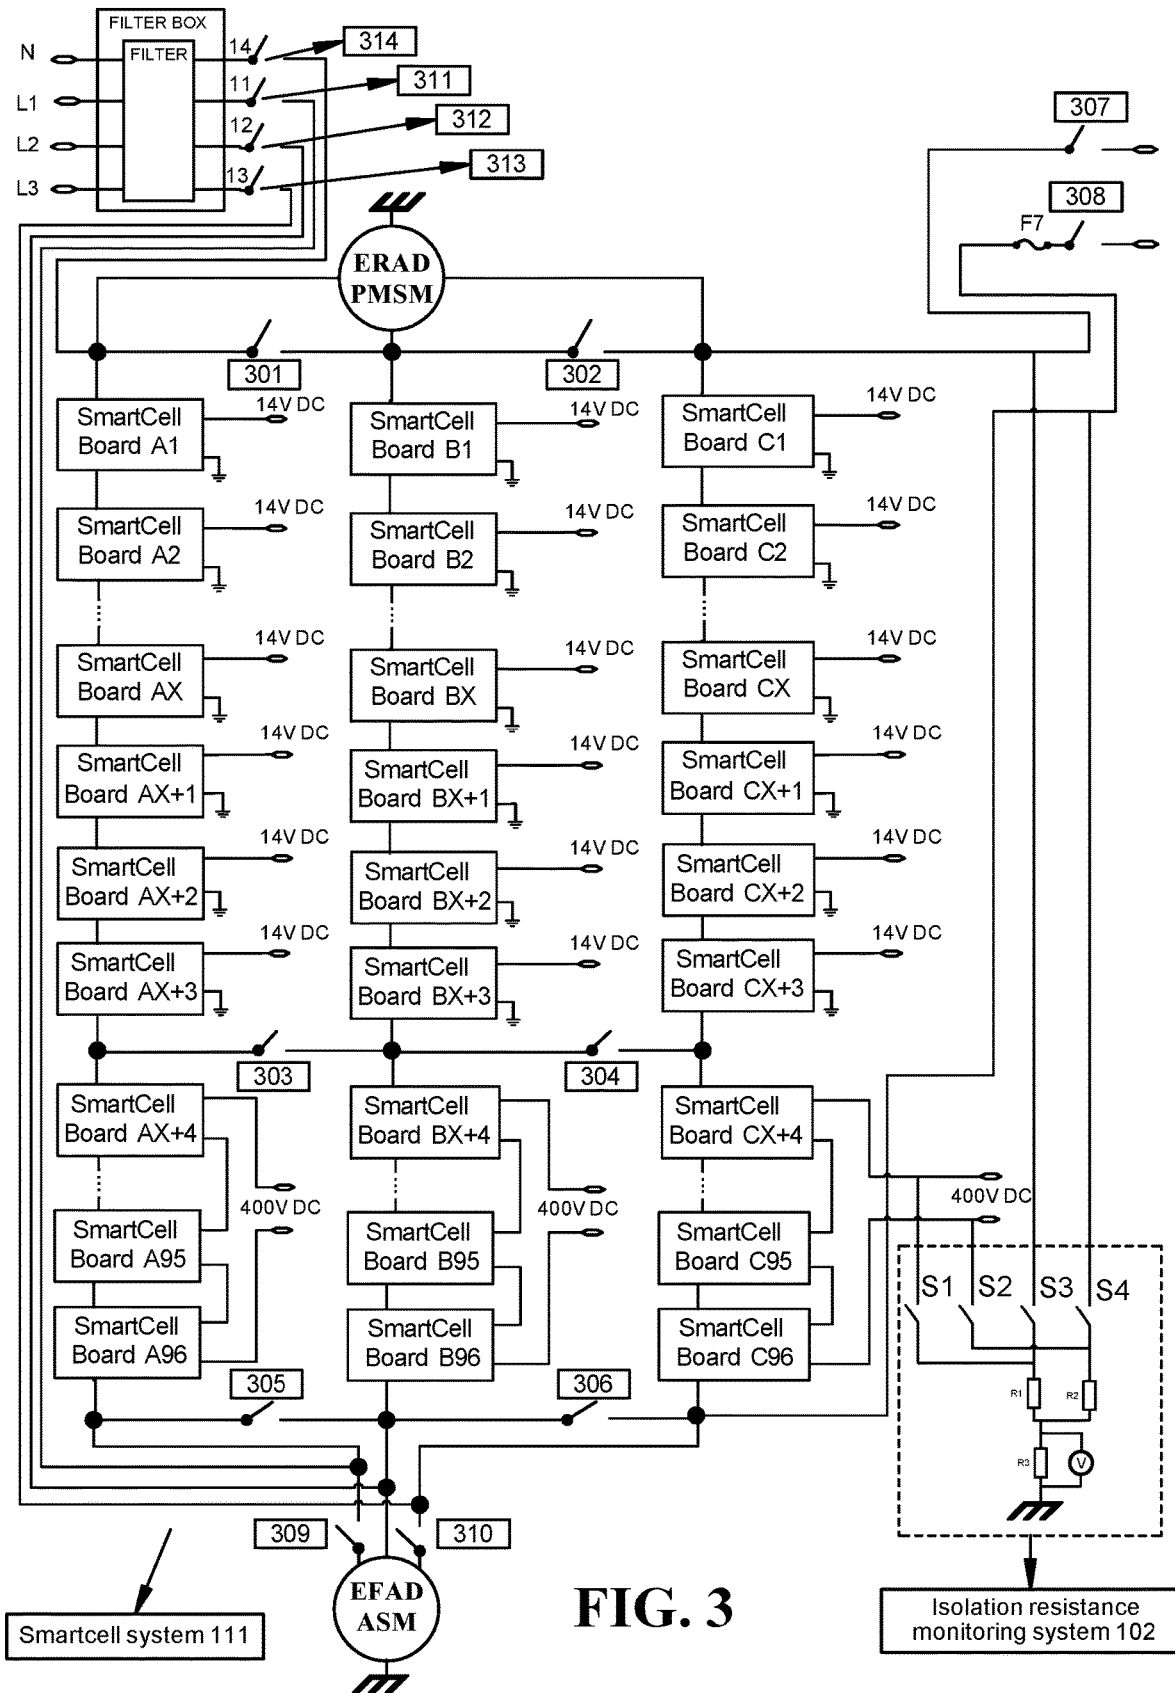 FILTER BOX
FILTER
N
L1
L2
L3
14
11
12
13
314
311
312
313
307
308
F7
ERAD
PMSM
301
302
SmartCell
Board A1
14V DC
SmartCell
Board B1
14V DC
SmartCell
Board C1
14V DC
SmartCell
Board A2
14V DC
SmartCell
Board B2
14V DC
SmartCell
Board C2
14V DC
SmartCell
Board AX
14V DC
SmartCell
Board BX
14V DC
SmartCell
Board CX
14V DC
SmartCell
Board AX+1
14V DC
SmartCell
Board BX+1
14V DC
SmartCell
Board CX+1
14V DC
SmartCell
Board AX+2
14V DC
SmartCell
Board BX+2
14V DC
SmartCell
Board CX+2
14V DC
SmartCell
Board AX+3
14V DC
SmartCell
Board BX+3
14V DC
SmartCell
Board CX+3
14V DC
303
304
SmartCell
Board AX+4
SmartCell
Board BX+4
SmartCell
Board CX+4
400V DC
400V DC
400V DC
SmartCell
Board A95
SmartCell
Board B95
SmartCell
Board C95
SmartCell
Board A96
SmartCell
Board B96
SmartCell
Board C96
S1
S2
S3
S4
R1
R2
R3
V
305
306
309
310
EFAD
ASM
FIG. 3
Smartcell system 111
Isolation resistance
monitoring system 102